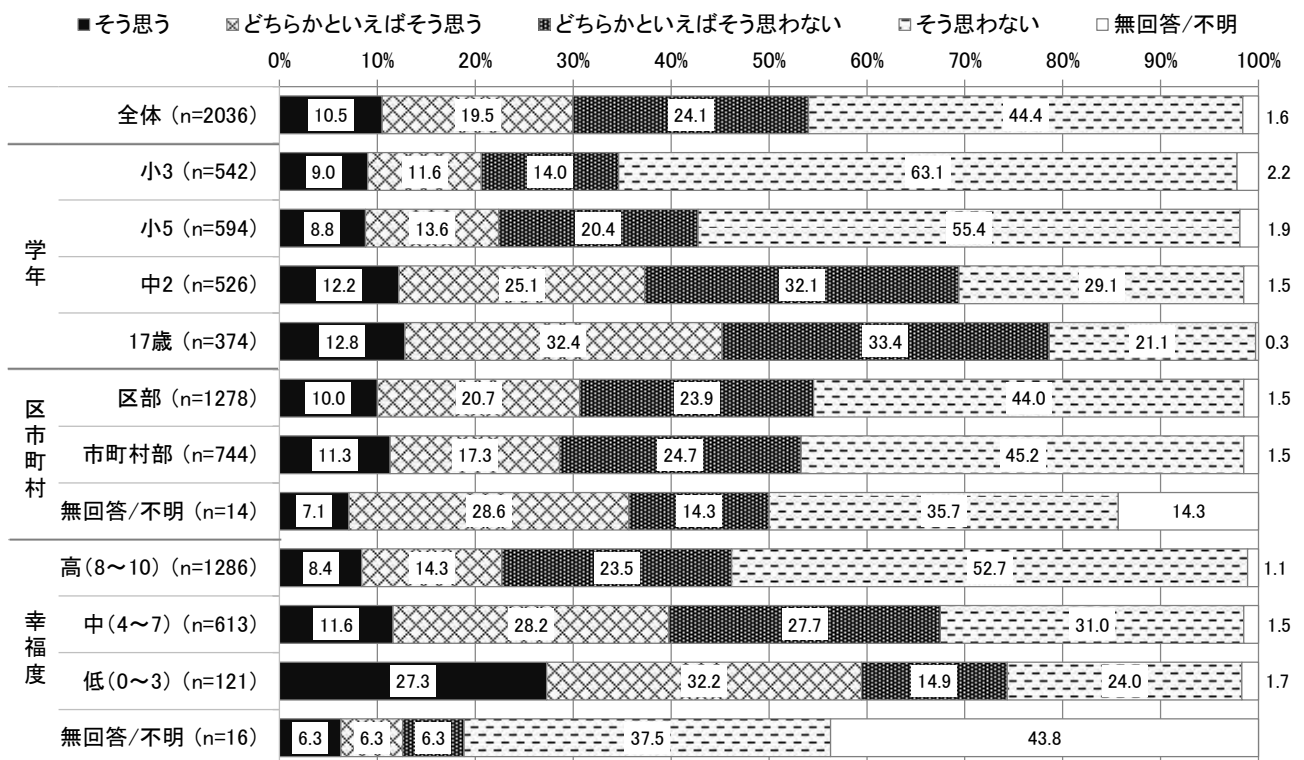 そう思う どちらかといえばそう思う どちらかといえばそう思わない そう思わない 無回答/不明
0% 10% 20% 30% 40% 50% 60% 70% 80% 90% 100%
全体 (n=2036) 10.5 19.5 24.1 44.4 1.6
学年
小3 (n=542) 9.0 11.6 14.0 63.1 2.2
小5 (n=594) 8.8 13.6 20.4 55.4 1.9
中2 (n=526) 12.2 25.1 32.1 29.1 1.5
17歳 (n=374) 12.8 32.4 33.4 21.1 0.3
区市町村
区部 (n=1278) 10.0 20.7 23.9 44.0 1.5
市町村部 (n=744) 11.3 17.3 24.7 45.2 1.5
無回答/不明 (n=14) 7.1 28.6 14.3 35.7 14.3
幸福度
高(8～10) (n=1286) 8.4 14.3 23.5 52.7 1.1
中(4～7) (n=613) 11.6 28.2 27.7 31.0 1.5
低(0～3) (n=121) 27.3 32.2 14.9 24.0 1.7
無回答/不明 (n=16) 6.3 6.3 6.3 37.5 43.8